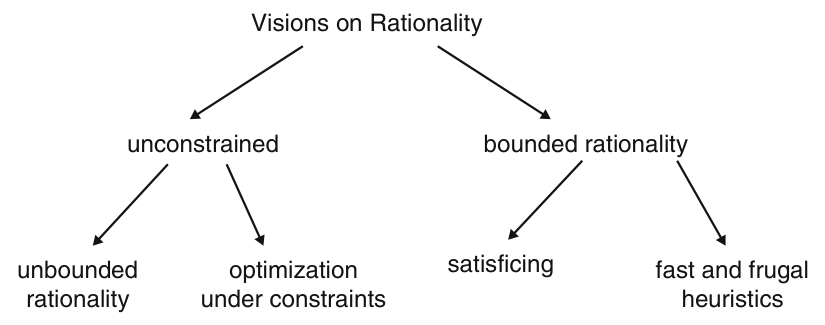 Visions on Rationality
unconstrained
bounded rationality
unbounded
rationality
optimization
under constraints
satisficing
fast and frugal
heuristics